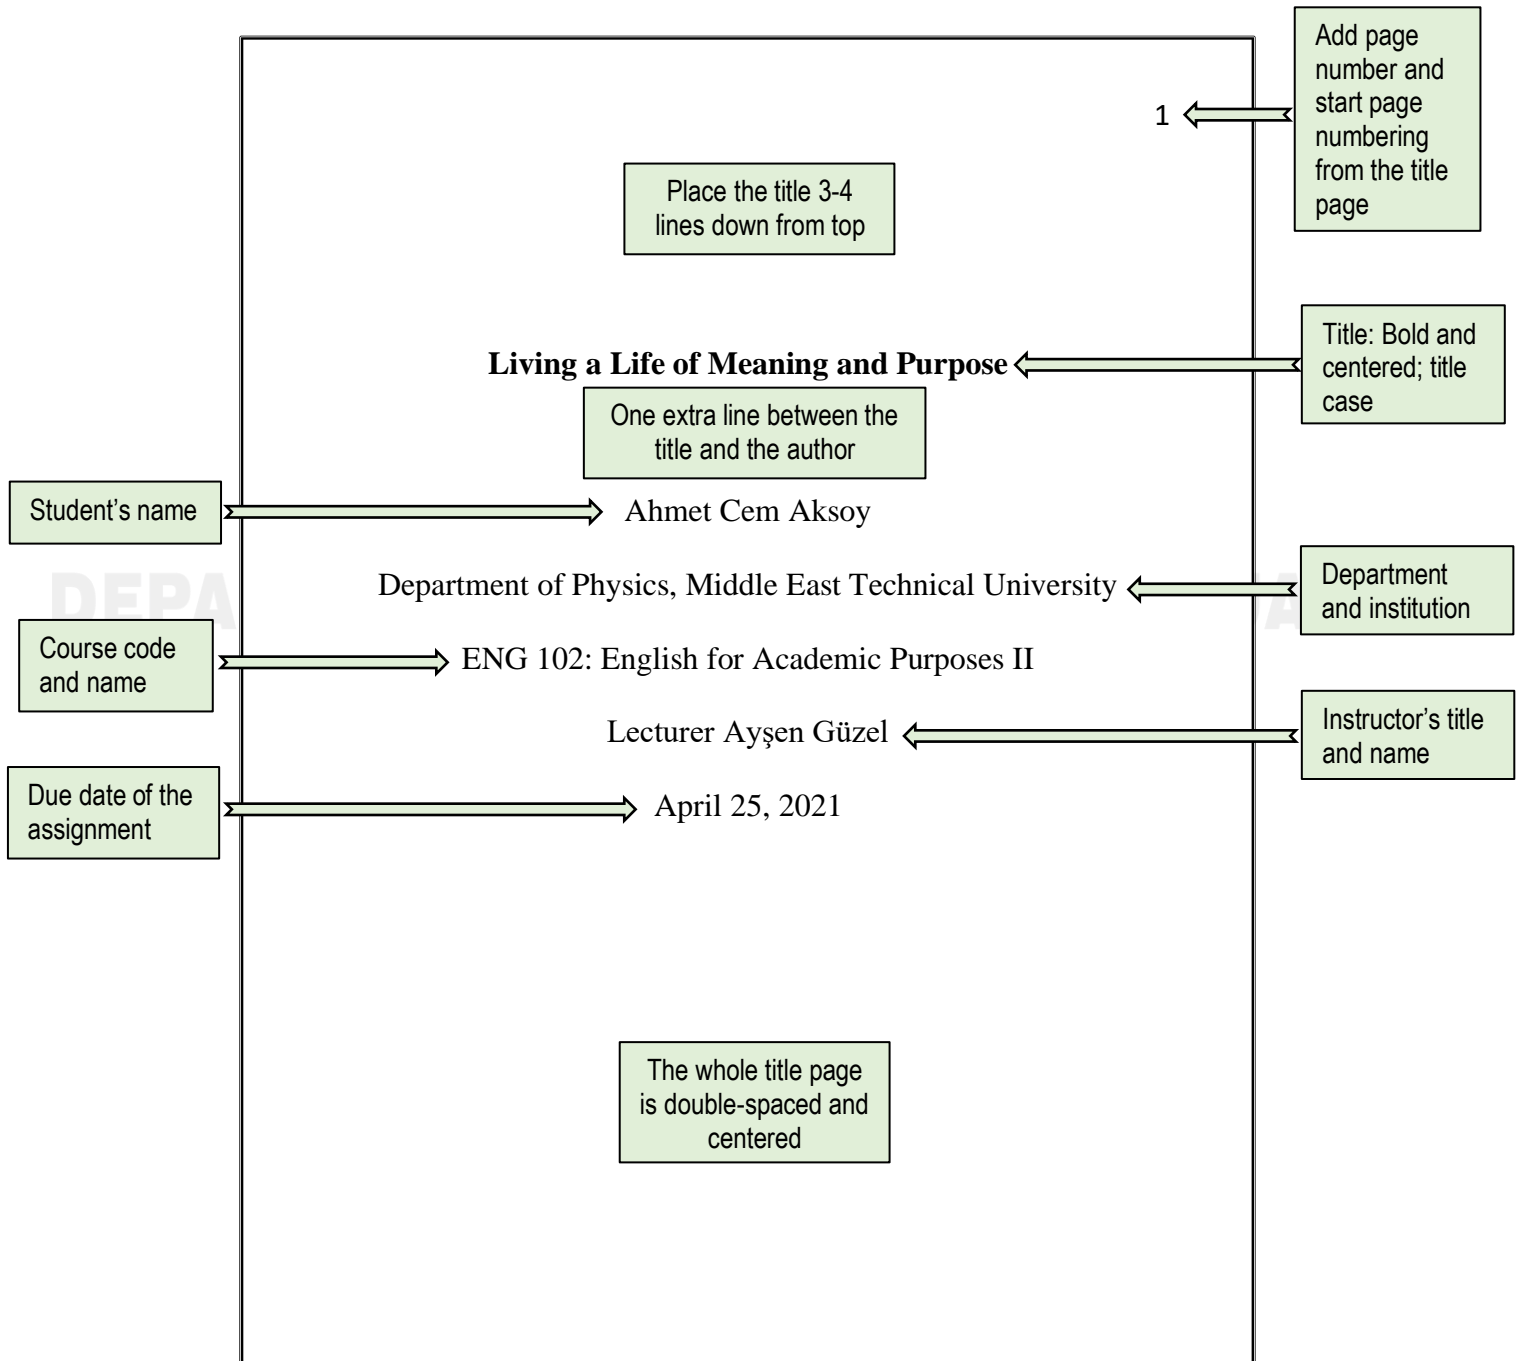 Add page
number and
start page
numbering
from the title
page
1
Place the title 3-4
lines down from top
Living a Life of Meaning and Purpose
Title: Bold and
centered; title
case
One extra line between the
title and the author
Student’s name
Ahmet Cem Aksoy
DEPA
Department of Physics, Middle East Technical University
Department
and institution
Course code
and name
ENG 102: English for Academic Purposes II
Lecturer Ayşen Güzel
Instructor’s title
and name
Due date of the
assignment
April 25, 2021
The whole title page
is double-spaced and
centered